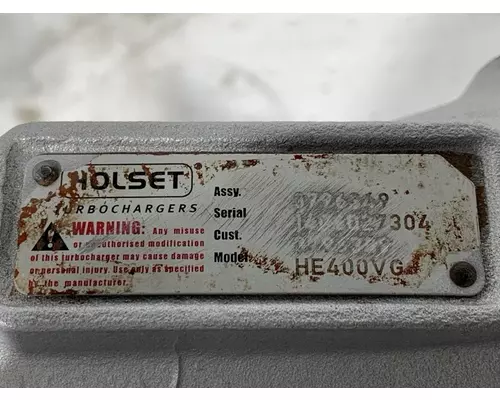 HOLSET
TURBOCHARGERS
WARNING: Any misuse
or unauthorised modification
of this turbocharger may cause damage
or personal injury. Use only as specified
by the manufacturer.
Assy.
Serial
Cust.
Model HE400VG